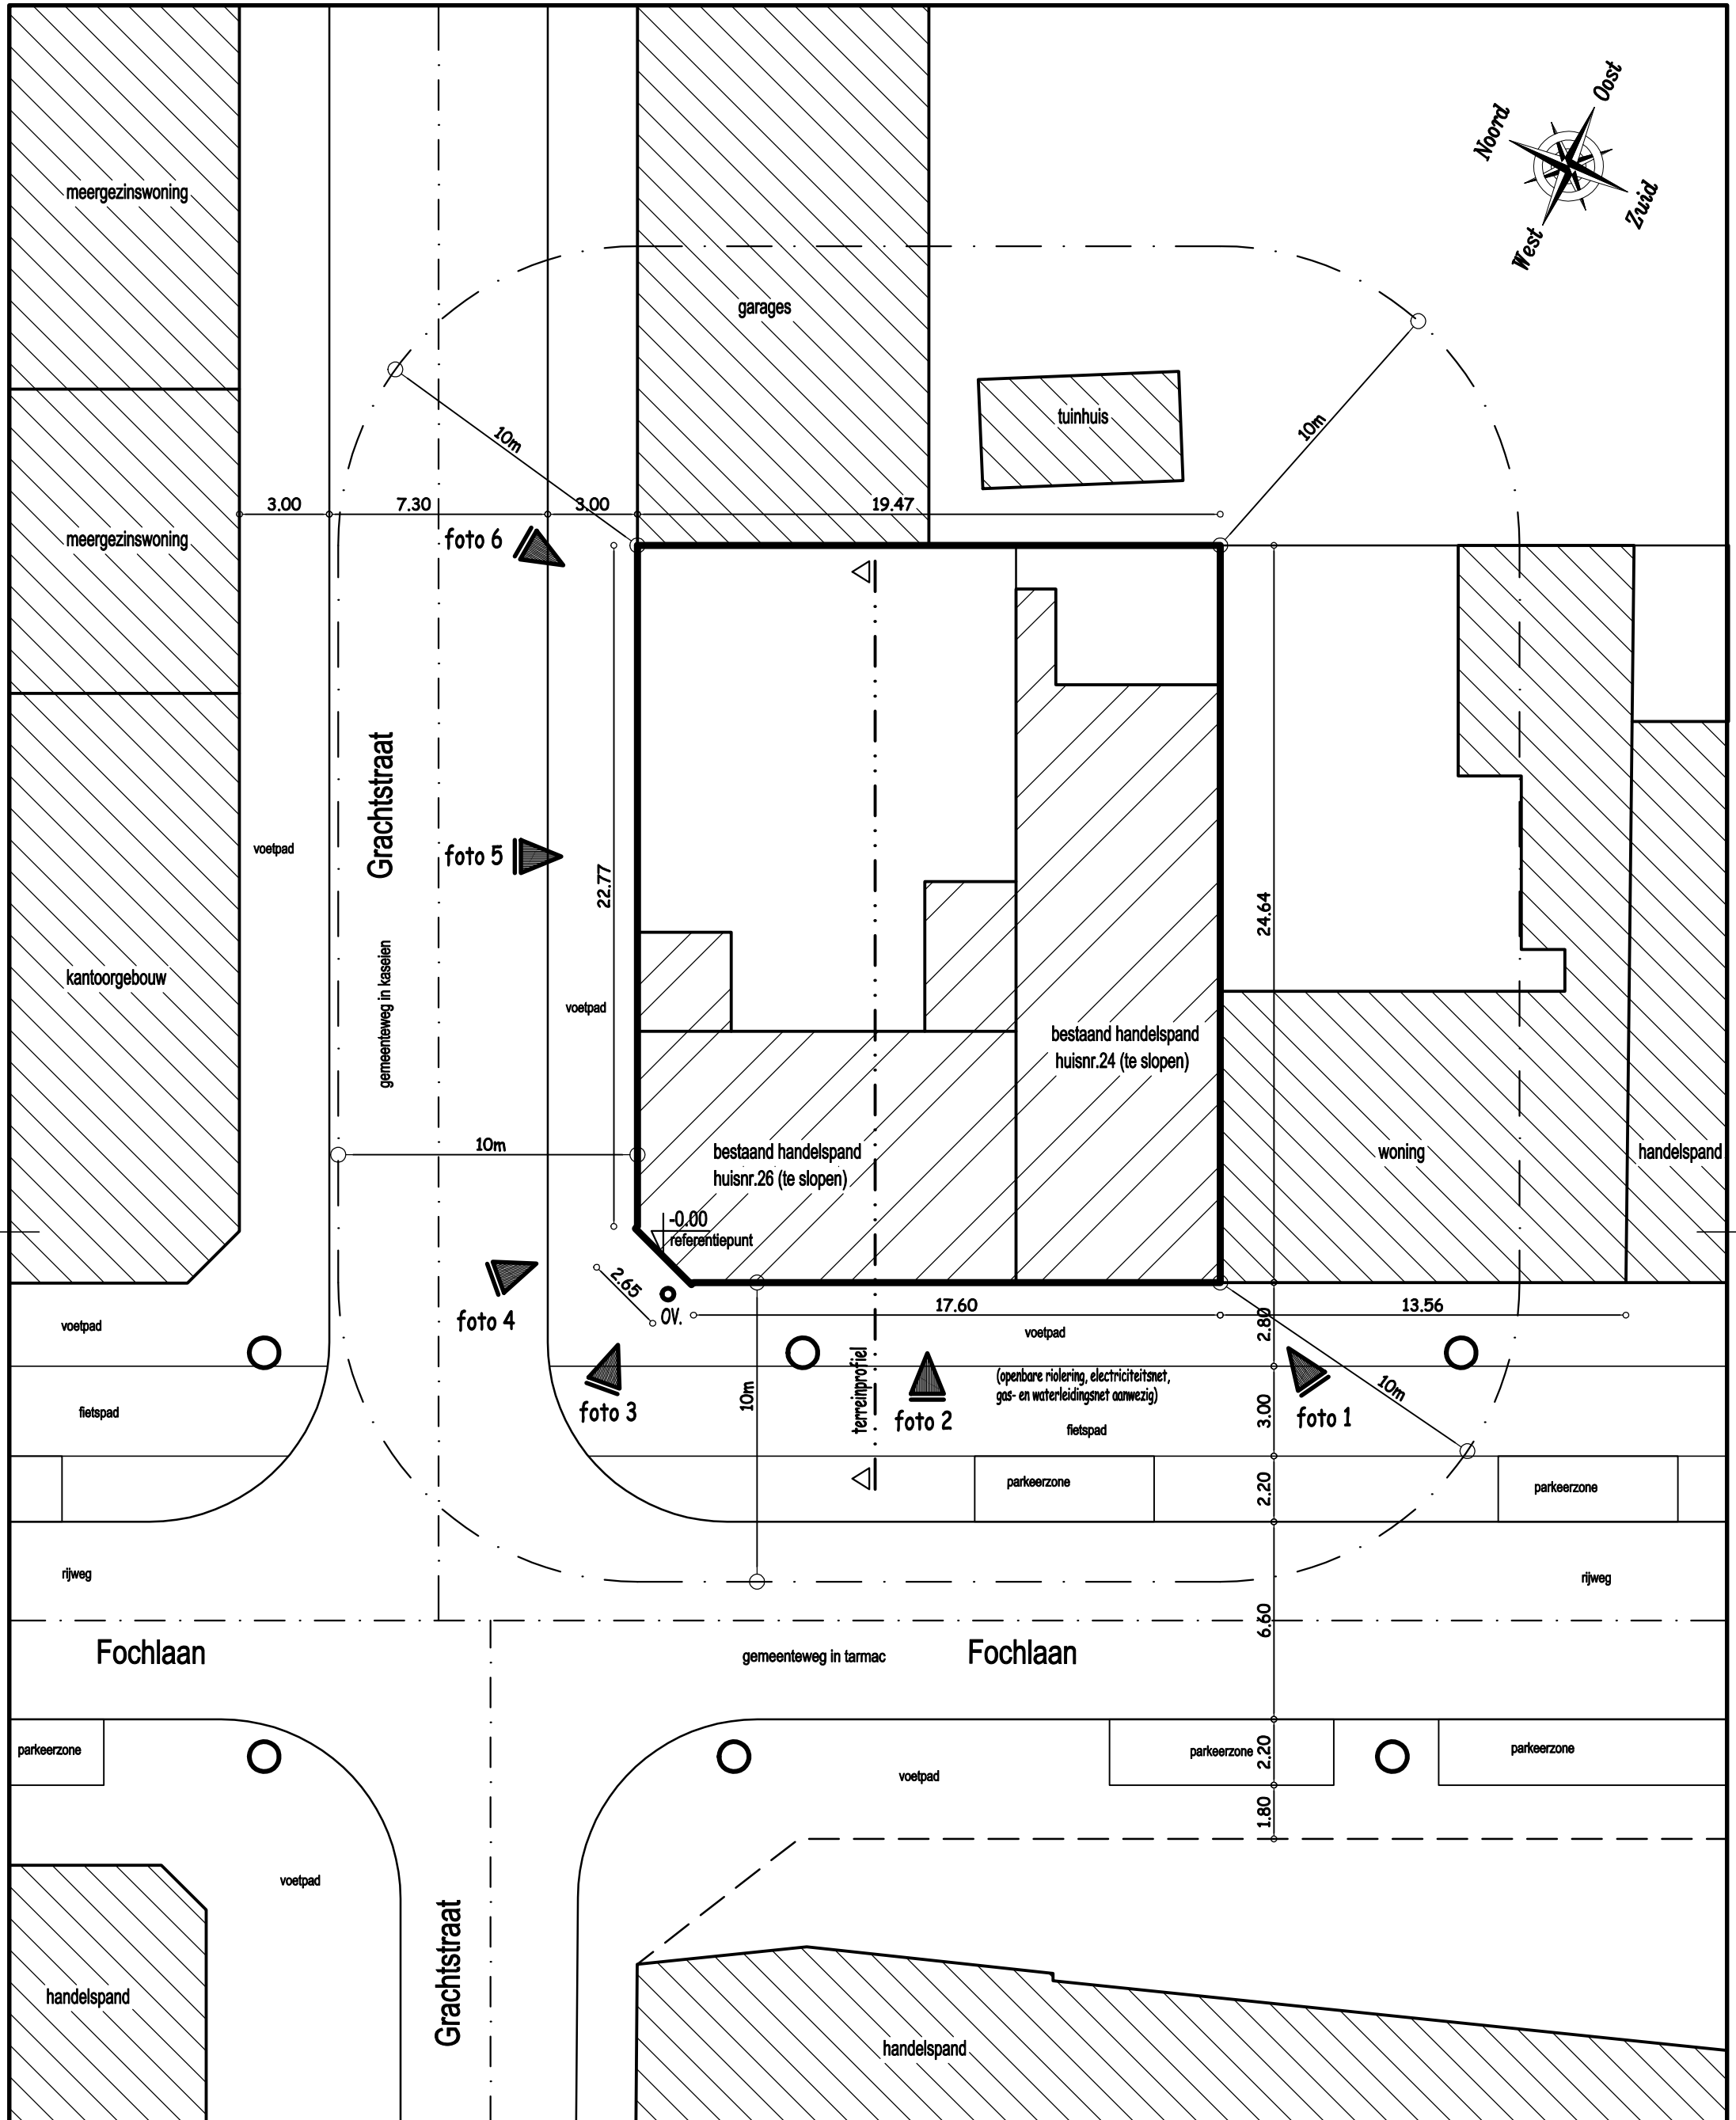 Noord
Oost
West
Zuid
meergezinswoning
garages
tuinhuis
10m
10m
3.00
7.30
3.00
19.47
foto 6
meergezinswoning
Grachtstraat
voetpad
foto 5
22.77
24.64
kantoorgebouw
gemeenteweg in kaseien
voetpad
bestaand handelspand
huisnr.24 (te slopen)
10m
bestaand handelspand
huisnr.26 (te slopen)
woning
handelspand
-0.00
referentiepunt
2.65
OV.
17.60
13.56
foto 4
voetpad
voetpad
2.80
terreinprofiel
(openbare riolering, electriciteitsnet,
gas- en waterleidingsnet aanwezig)
10m
10m
fietspad
foto 3
foto 2
fietspad
3.00
foto 1
parkeerzone
2.20
parkeerzone
rijweg
rijweg
6.60
Fochlaan
gemeenteweg in tarmac
Fochlaan
parkeerzone
parkeerzone
2.20
parkeerzone
voetpad
1.80
voetpad
Grachtstraat
handelspand
handelspand